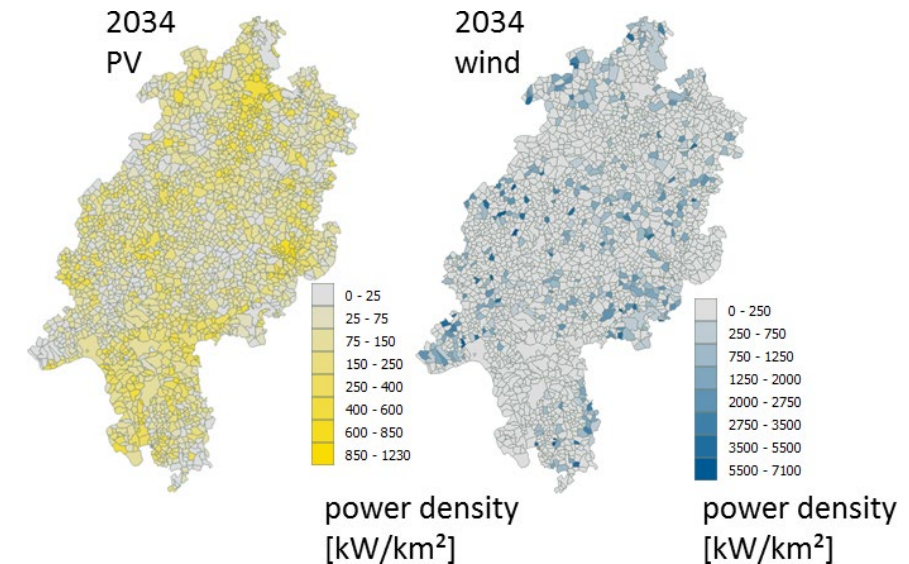 2034
PV
0 - 25
25 - 75
75 - 150
150 - 250
250 - 400
400 - 600
600 - 850
850 - 1230
power density
[kW/km²]
2034
wind
0 - 250
250 - 750
750 - 1250
1250 - 2000
2000 - 2750
2750 - 3500
3500 - 5500
5500 - 7100
power density
[kW/km²]